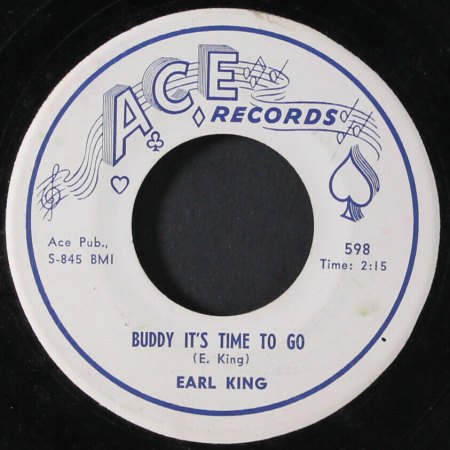 ACE
RECORDS
Ace Pub.,
S-845 BMI
598
Time: 2:15
BUDDY IT'S TIME TO GO
(E. King)
EARL KING